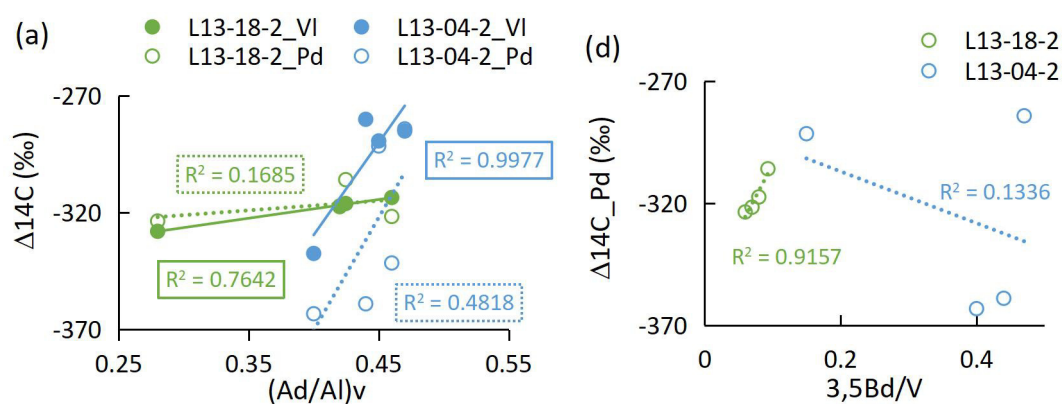 (a)
L13-18-2_Vl
L13-04-2_Vl
L13-18-2_Pd
L13-04-2_Pd
Δ14C (‰)
-270
-320
-370
R² = 0.1685
R² = 0.9977
R² = 0.7642
R² = 0.4818
0.25
0.35
0.45
0.55
(Ad/Al)v
(d)
L13-18-2
L13-04-2
Δ14C_Pd (‰)
-270
-320
-370
R² = 0.1336
R² = 0.9157
0
0.2
0.4
3,5Bd/V